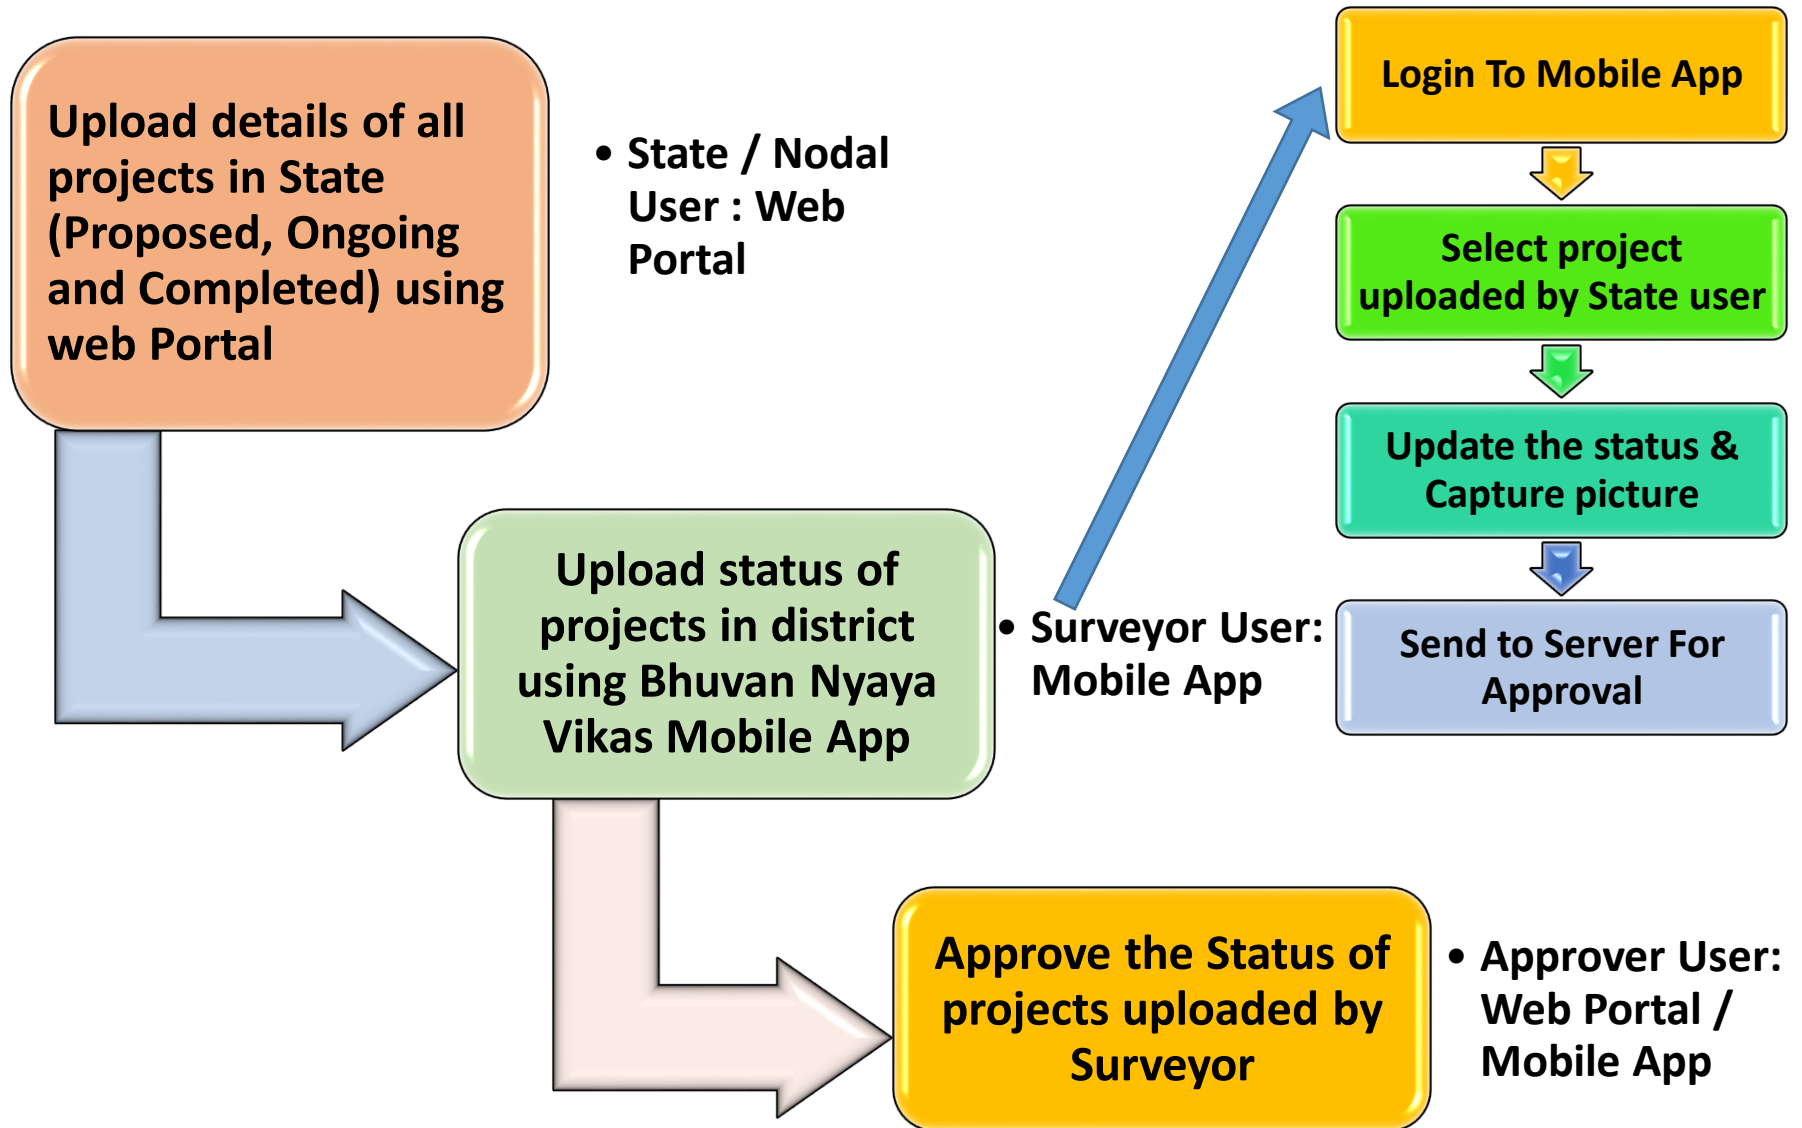 Upload details of all
projects in State
(Proposed, Ongoing
and Completed) using
web Portal
• State / Nodal
User : Web
Portal
Upload status of
projects in district
using Bhuvan Nyaya
Vikas Mobile App
• Surveyor User:
Mobile App
Login To Mobile App
Select project
uploaded by State user
Update the status &
Capture picture
Send to Server For
Approval
Approve the Status of
projects uploaded by
Surveyor
• Approver User:
Web Portal /
Mobile App